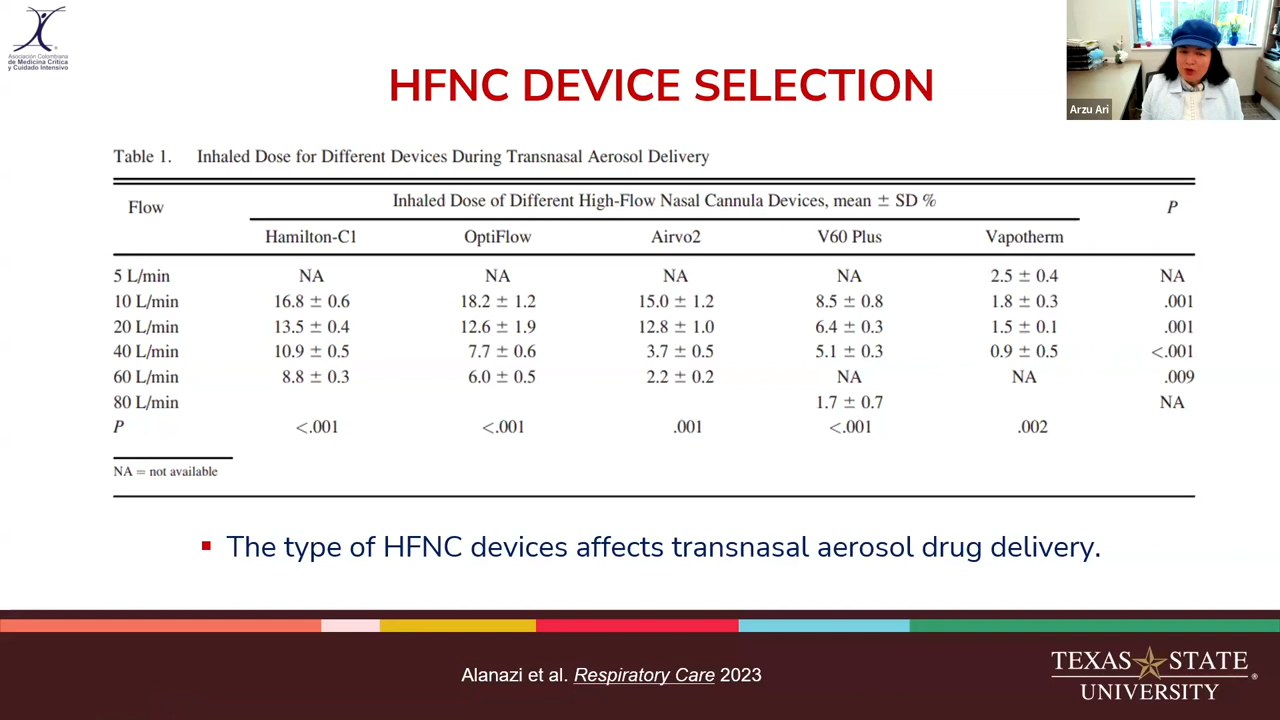 Asociación Colombiana
de Medicina Crítica
y Cuidado Intensivo
HFNC DEVICE SELECTION
Arzu Ari
Table 1. Inhaled Dose for Different Devices During Transnasal Aerosol Delivery
Flow Inhaled Dose of Different High-Flow Nasal Cannula Devices, mean ± SD % P
Hamilton-C1 OptiFlow Airvo2 V60 Plus Vapotherm
5 L/min NA NA NA NA 2.5 ± 0.4 NA
10 L/min 16.8 ± 0.6 18.2 ± 1.2 15.0 ± 1.2 8.5 ± 0.8 1.8 ± 0.3 .001
20 L/min 13.5 ± 0.4 12.6 ± 1.9 12.8 ± 1.0 6.4 ± 0.3 1.5 ± 0.1 .001
40 L/min 10.9 ± 0.5 7.7 ± 0.6 3.7 ± 0.5 5.1 ± 0.3 0.9 ± 0.5 <.001
60 L/min 8.8 ± 0.3 6.0 ± 0.5 2.2 ± 0.2 NA NA .009
80 L/min 1.7 ± 0.7 NA
P <.001 <.001 .001 <.001 .002
NA = not available
▪ The type of HFNC devices affects transnasal aerosol drug delivery.
Alanazi et al. Respiratory Care 2023
TEXAS STATE
UNIVERSITY®